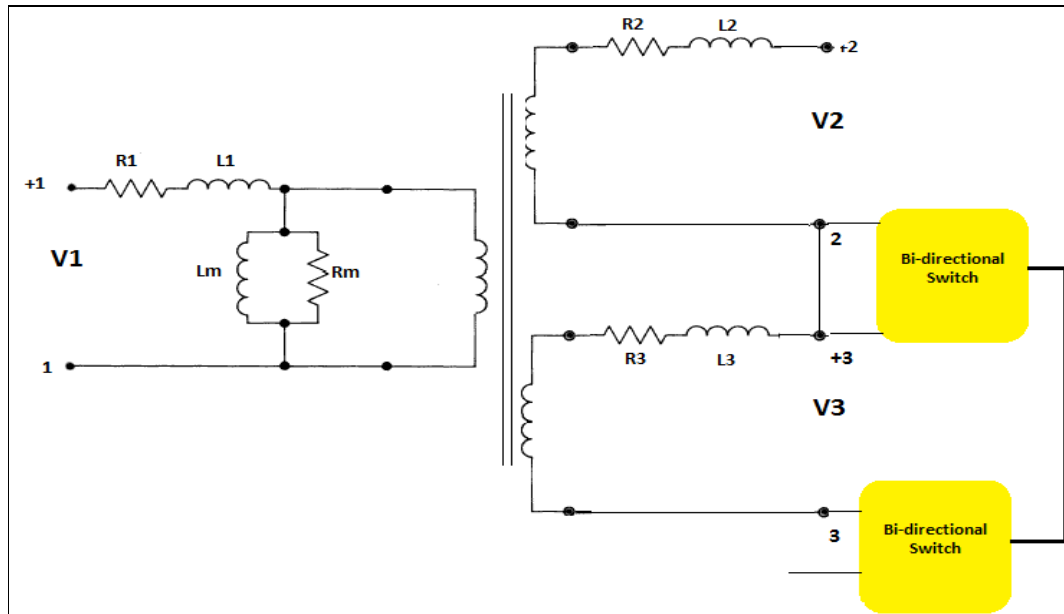 R2
L2
+2
V2
R1
L1
+1
V1
Lm
Rm
1
2
Bi-directional
Switch
R3
L3
+3
V3
3
Bi-directional
Switch